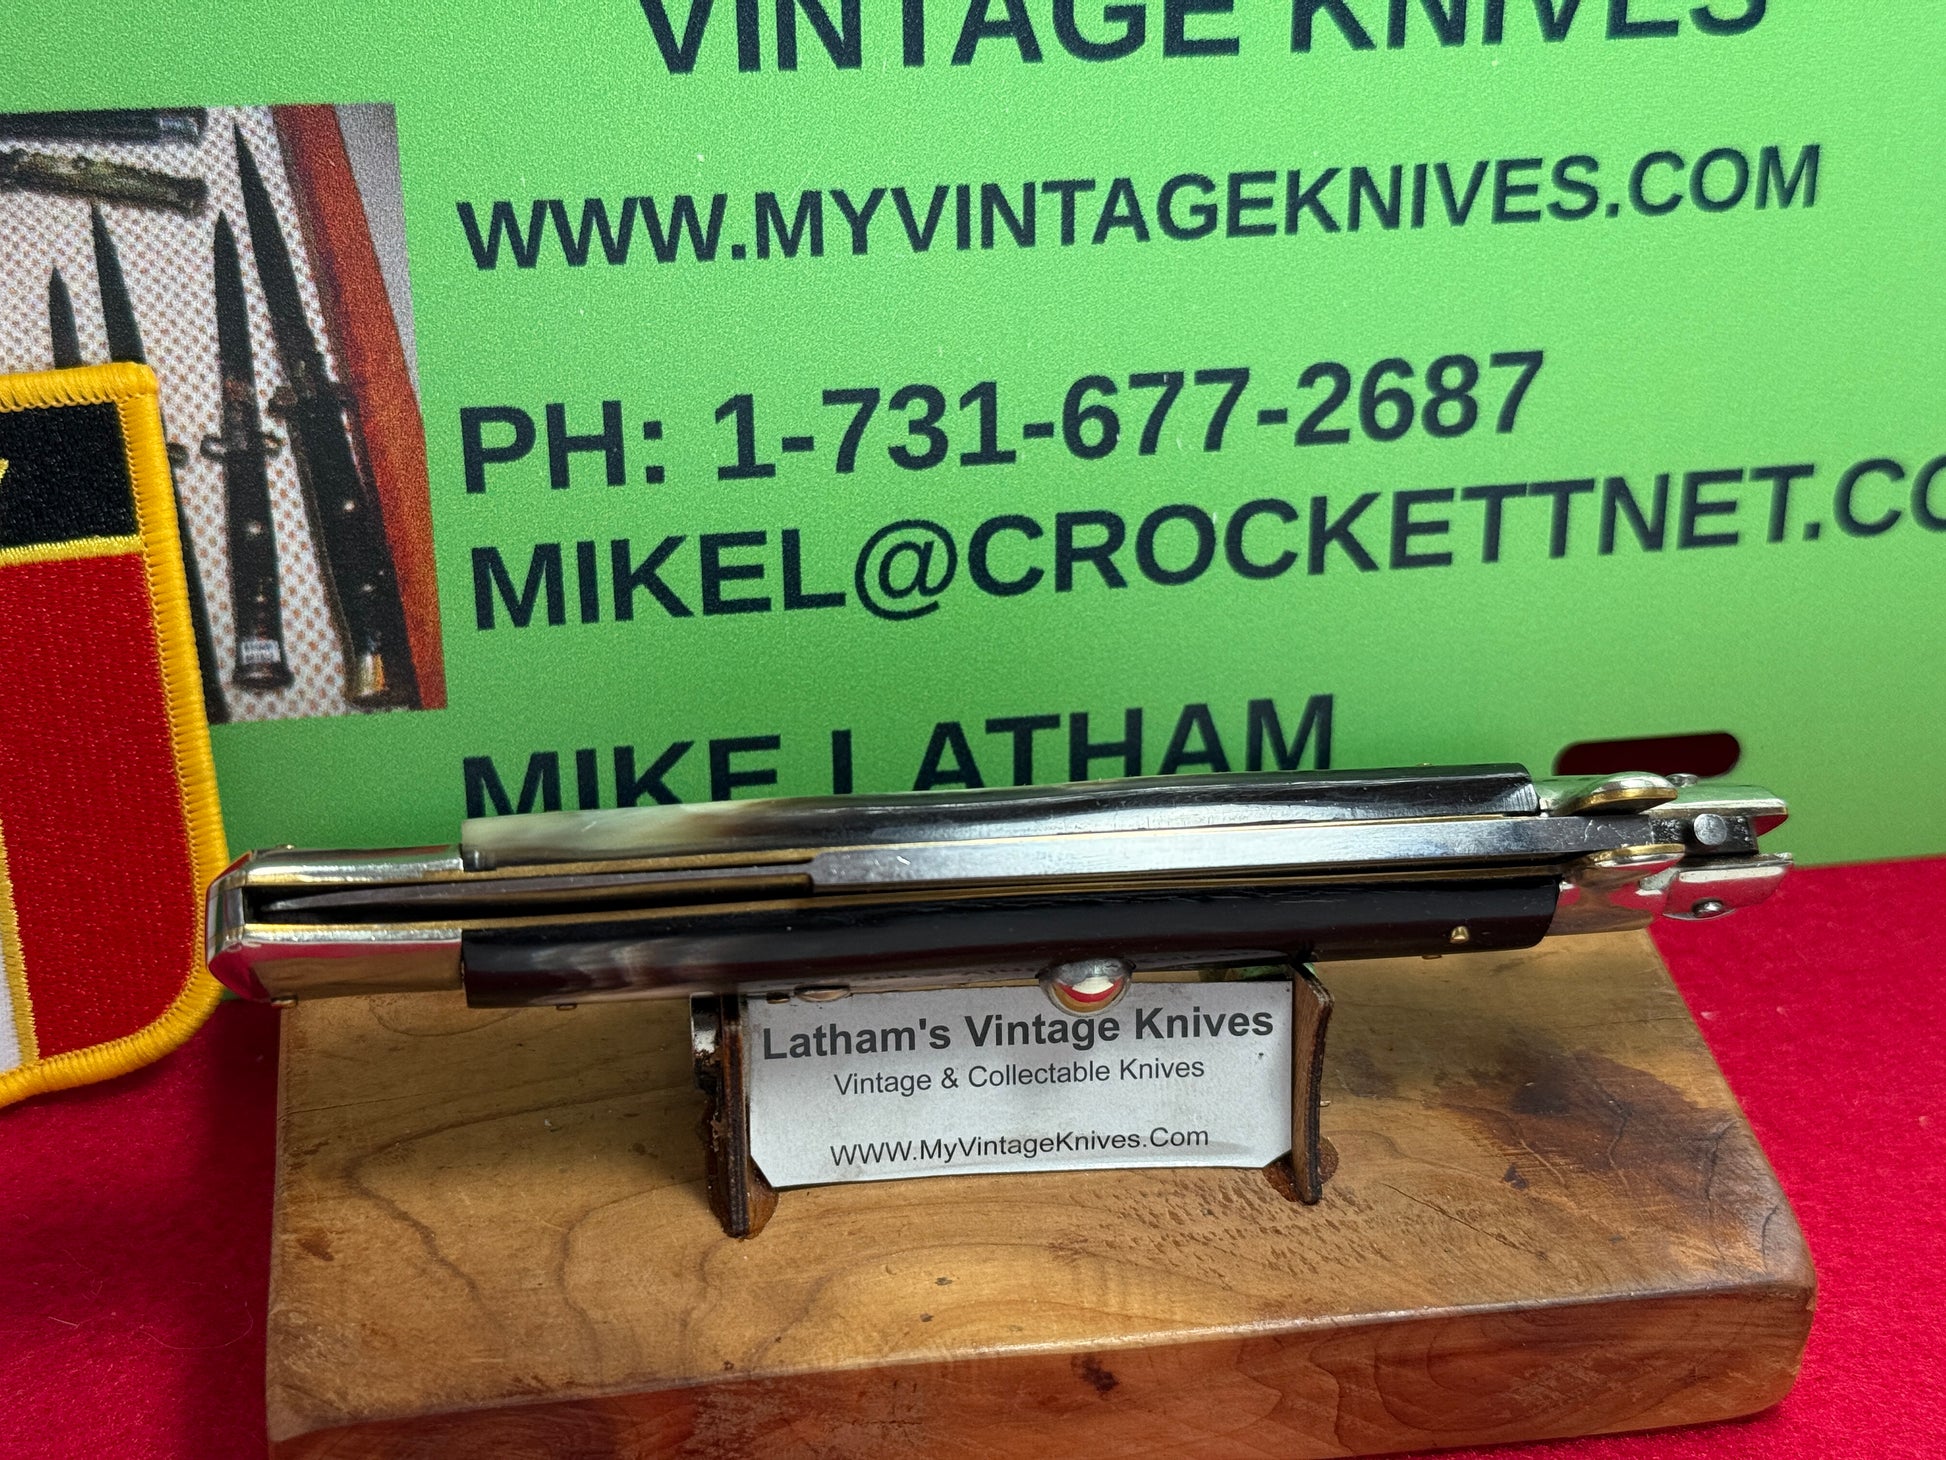 VINTAGE KNIVES
WWW.MYVINTAGEKNIVES.COM
PH: 1-731-677-2687
MIKEL@CROCKETTNET.CO
MIKE LATHAM
Latham's Vintage Knives
Vintage & Collectable Knives
WWW.MyVintageKnives.Com